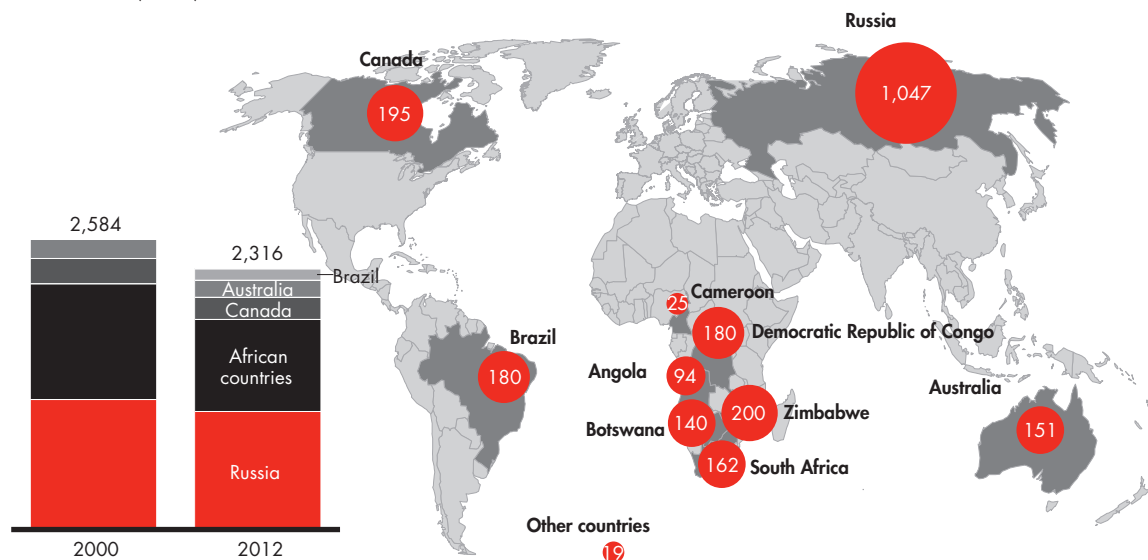 Russia
1,047
Canada
195
2,584
2,316
Brazil
Australia
Canada
African
countries
Russia
2000
2012
Cameroon
25
Democratic Republic of Congo
180
Brazil
180
Angola
94
Zimbabwe
200
Botswana
140
South Africa
162
Australia
151
Other countries
19